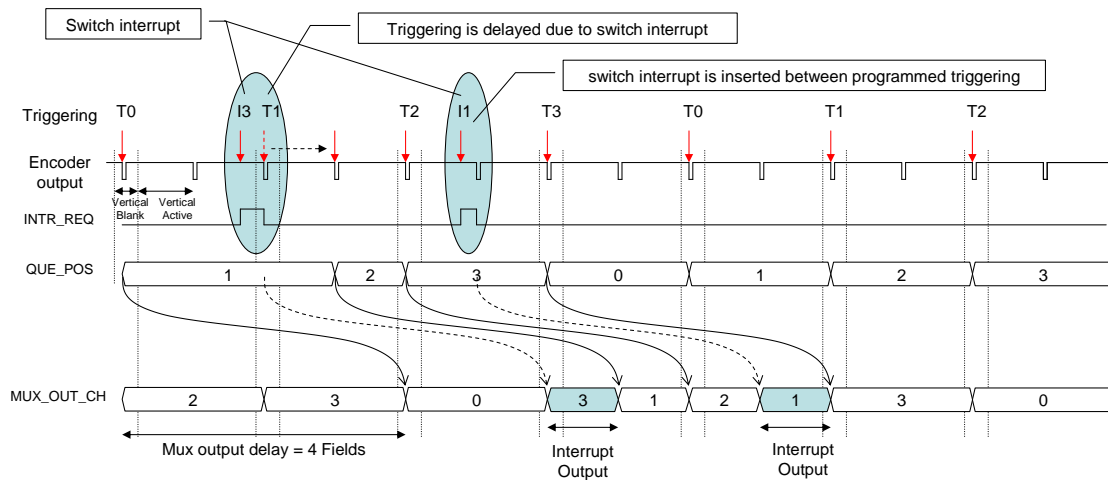 Switch interrupt
Triggering is delayed due to switch interrupt
switch interrupt is inserted between programmed triggering
Triggering
T0 I3 T1 T2 I1 T3 T0 T1 T2
Encoder
output
Vertical
Blank
Vertical
Active
INTR_REQ
QUE_POS
1 2 3 0 1 2 3
MUX_OUT_CH
2 3 0 3 1 2 1 3 0
Mux output delay = 4 Fields
Interrupt
Output
Interrupt
Output